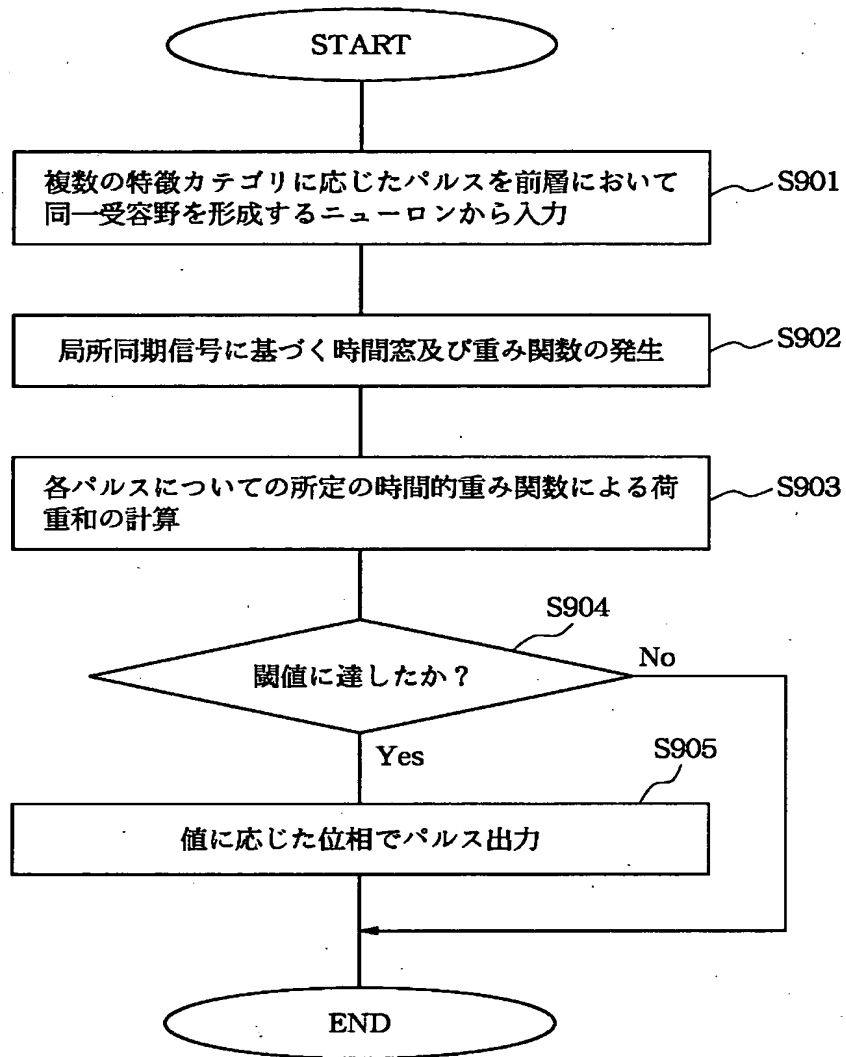 START
複数の特徴カテゴリに応じたパルスを前層において
同一受容野を形成するニューロンから入力
S901
局所同期信号に基づく時間窓及び重み関数の発生
S902
各パルスについての所定の時間的重み関数による荷
重和の計算
S903
S904
閾値に達したか？
No
Yes
S905
値に応じた位相でパルス出力
END